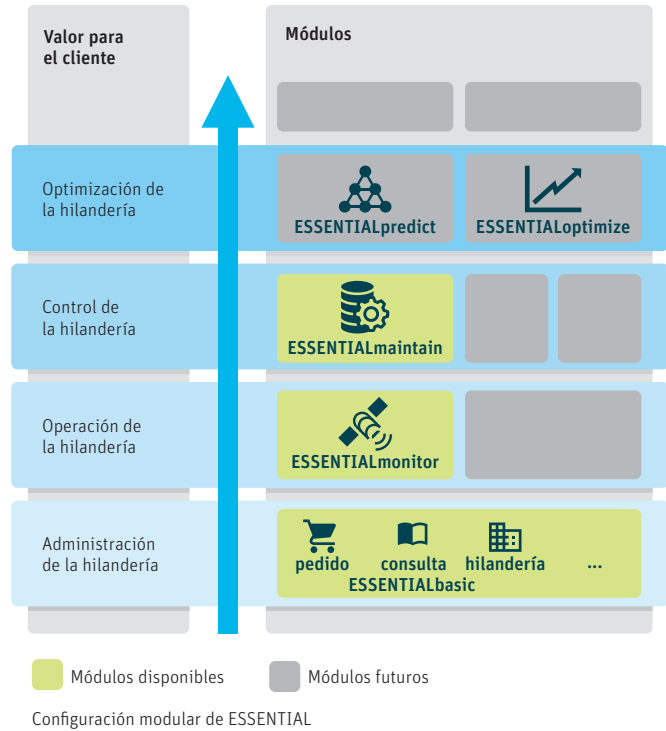 Valor para
el cliente
Módulos
Optimización de
la hilandería
ESSENTIALpredict
ESSENTIALoptimize
Control de
la hilandería
ESSENTIALmaintain
Operación de
la hilandería
ESSENTIALmonitor
Administración
de la hilandería
pedido consulta hilandería ...
ESSENTIALbasic
Módulos disponibles
Módulos futuros
Configuración modular de ESSENTIAL